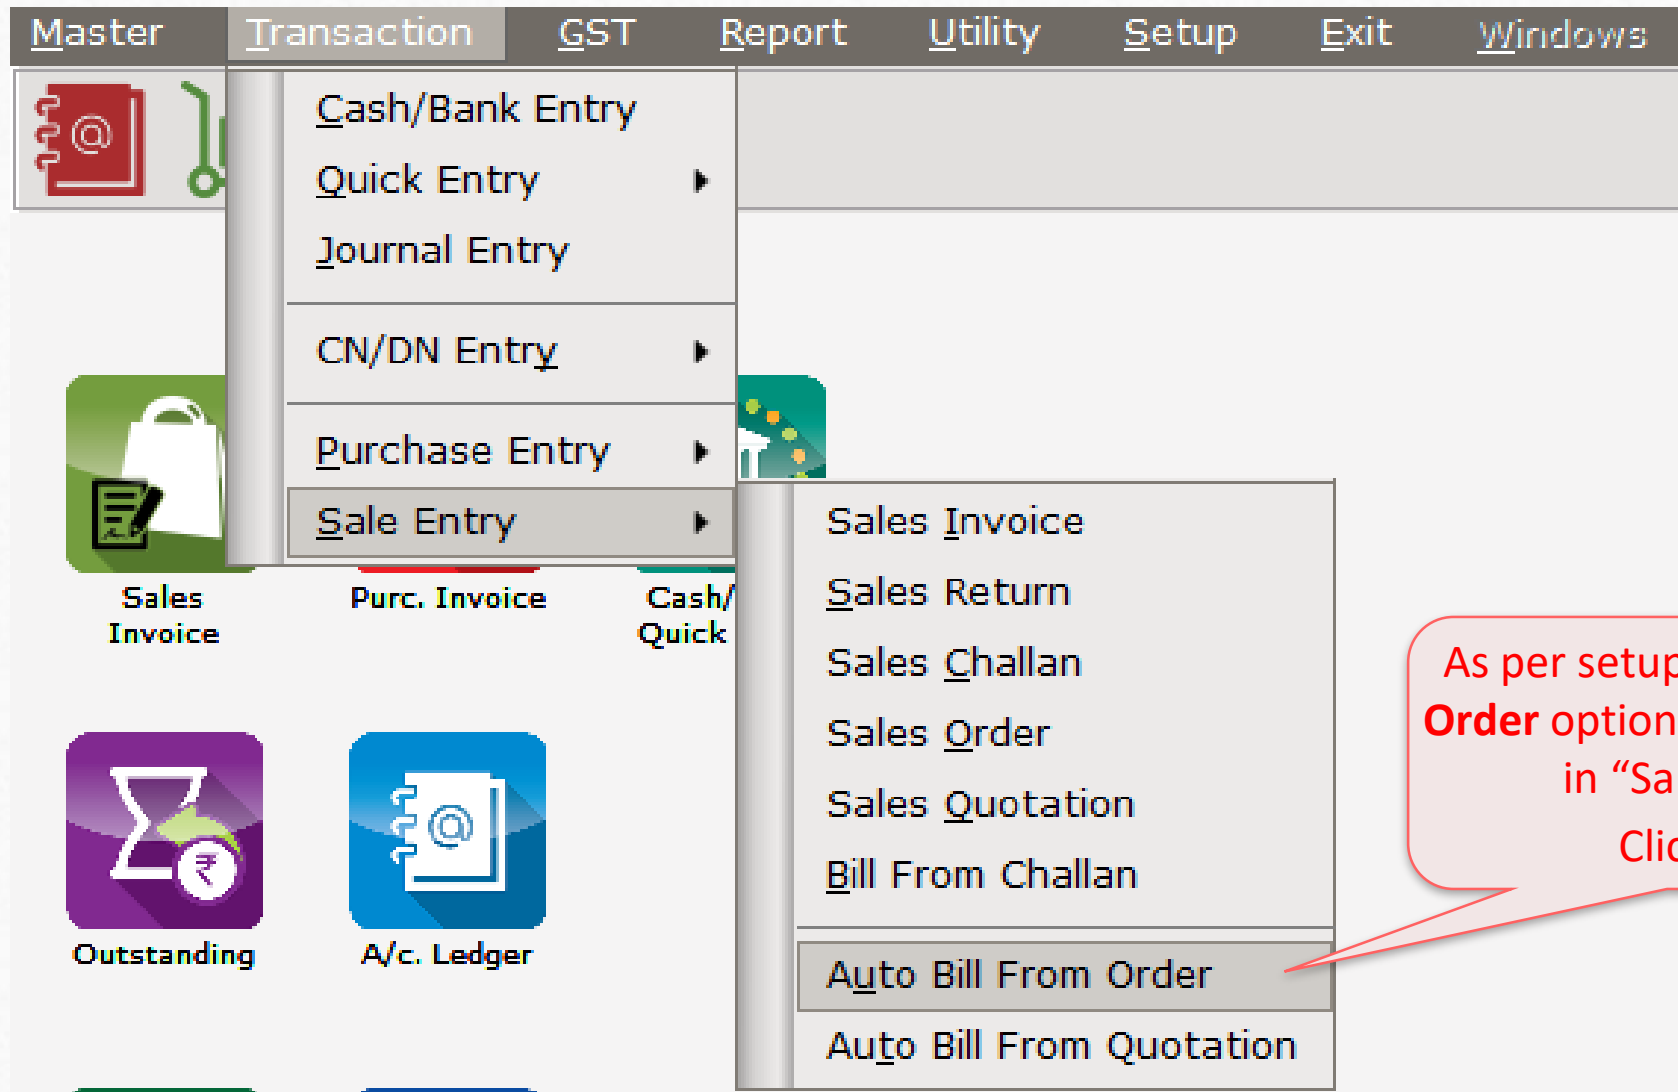 Master Transaction GST Report Utility Setup Exit Windows
Cash/Bank Entry
Quick Entry
Journal Entry
CN/DN Entry
Purchase Entry
Sale Entry
Sales Invoice
Sales Return
Sales Challan
Sales Order
Sales Quotation
Bill From Challan
Auto Bill From Order
Auto Bill From Quotation
Sales
Invoice
Purc. Invoice
Cash/
Quick
Outstanding
A/c. Ledger
As per setup
Order option
in “Sa
Clic